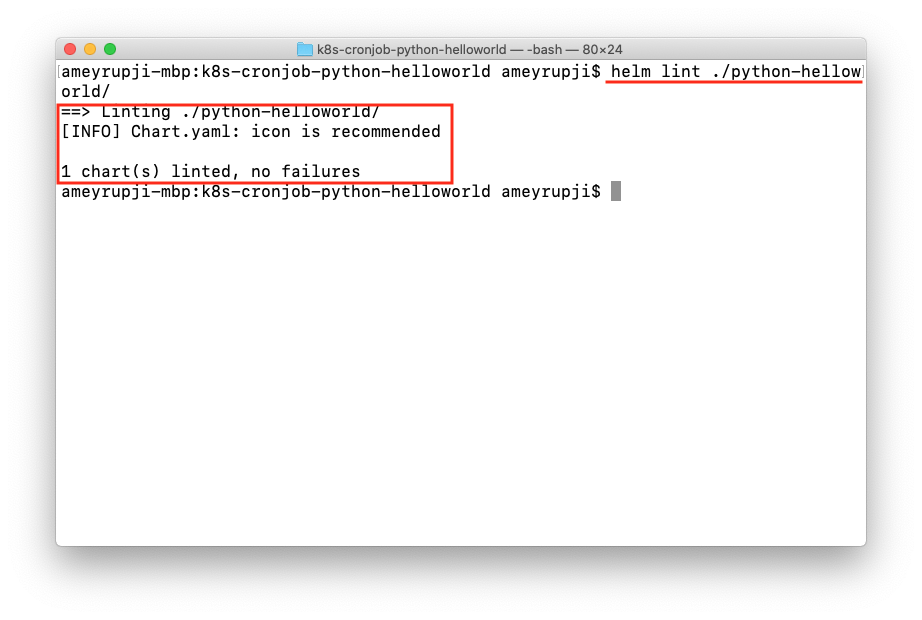 k8s-cronjob-python-helloworld — -bash — 80×24
[ameyrupji-mbp:k8s-cronjob-python-helloworld ameyrupji$ helm lint ./python-hellow]
orld/
==> Linting ./python-helloworld/
[INFO] Chart.yaml: icon is recommended
1 chart(s) linted, no failures
ameyrupji-mbp:k8s-cronjob-python-helloworld ameyrupji$